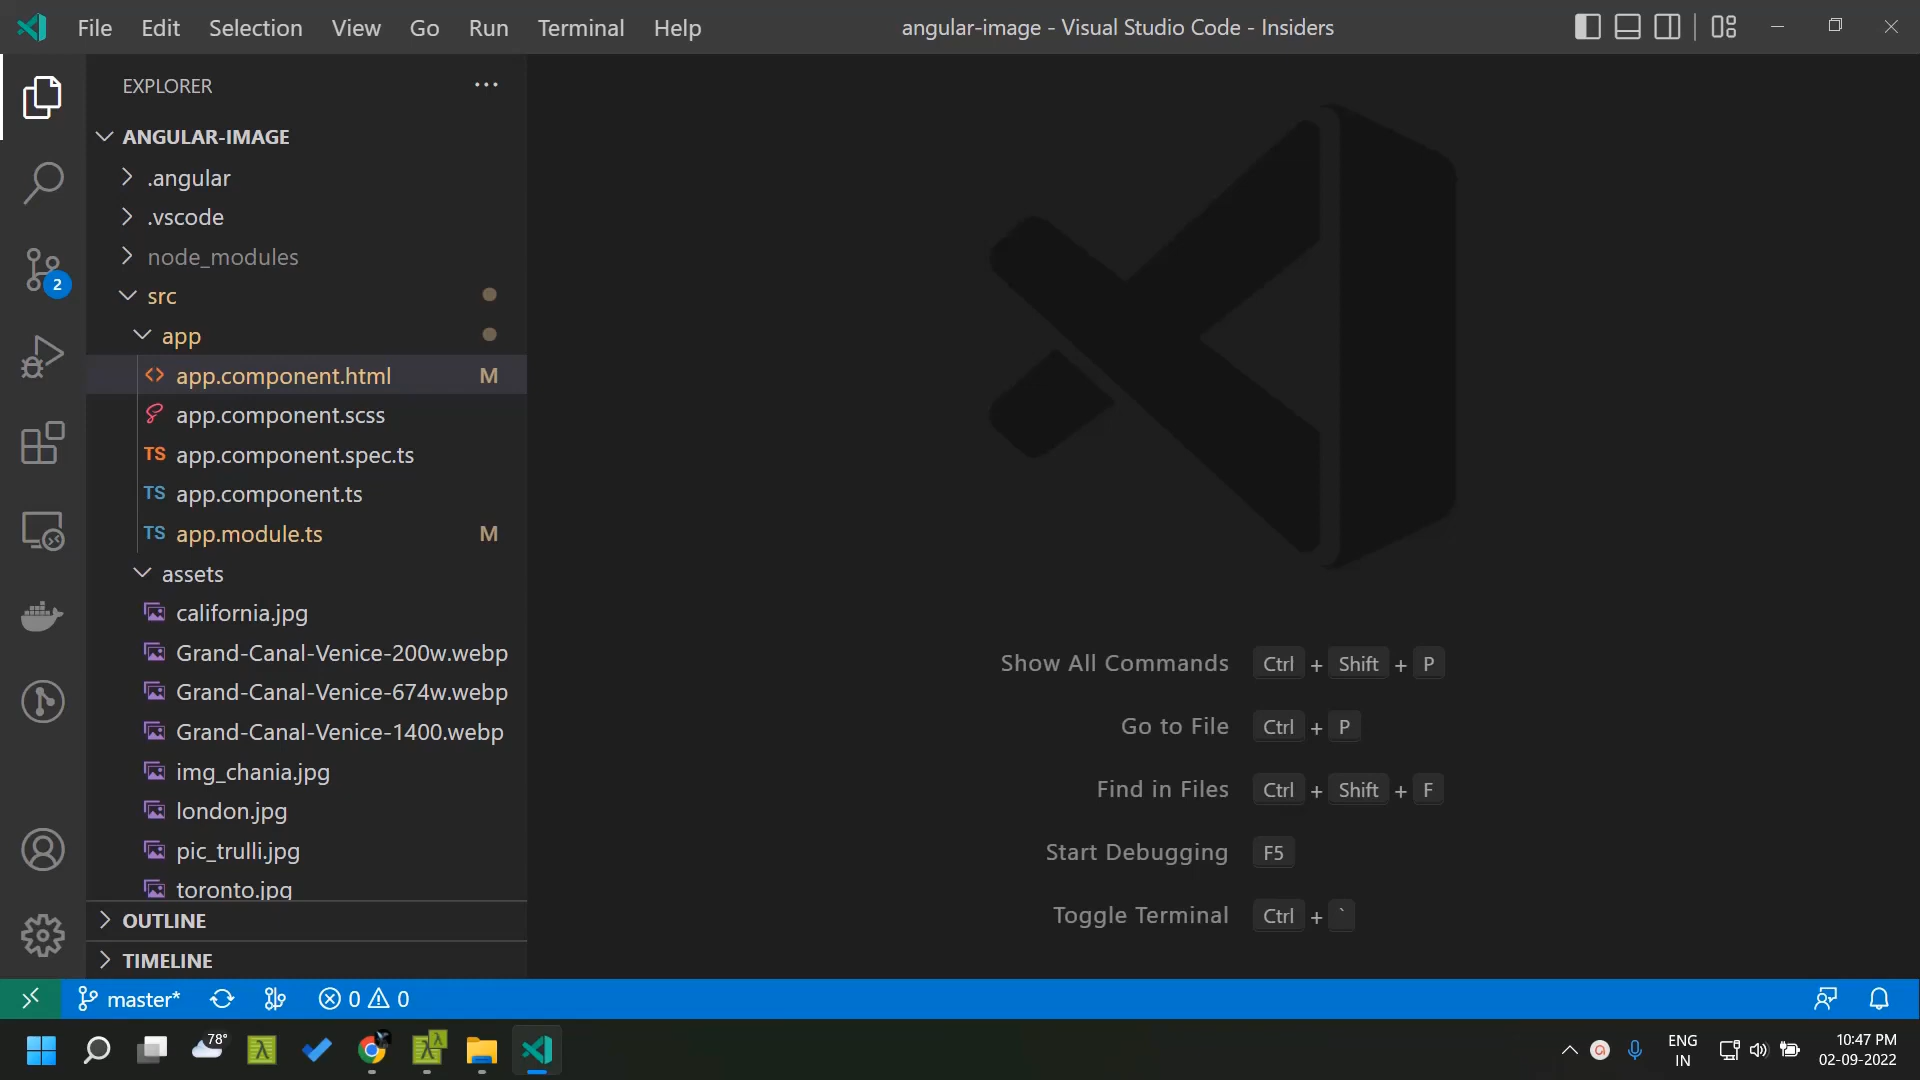 File Edit Selection View Go Run Terminal Help
angular-image - Visual Studio Code - Insiders
EXPLORER
ANGULAR-IMAGE
.angular
.vscode
node_modules
2
src
app
app.component.html M
app.component.scss
TS app.component.spec.ts
TS app.component.ts
TS app.module.ts M
assets
california.jpg
Grand-Canal-Venice-200w.webp
Grand-Canal-Venice-674w.webp
Grand-Canal-Venice-1400.webp
img_chania.jpg
london.jpg
pic_trulli.jpg
toronto.jpg
OUTLINE
TIMELINE
Show All Commands Ctrl + Shift + P
Go to File Ctrl + P
Find in Files Ctrl + Shift + F
Start Debugging F5
Toggle Terminal Ctrl + `
master* 0 0
78°
ENG
IN
10:47 PM
02-09-2022